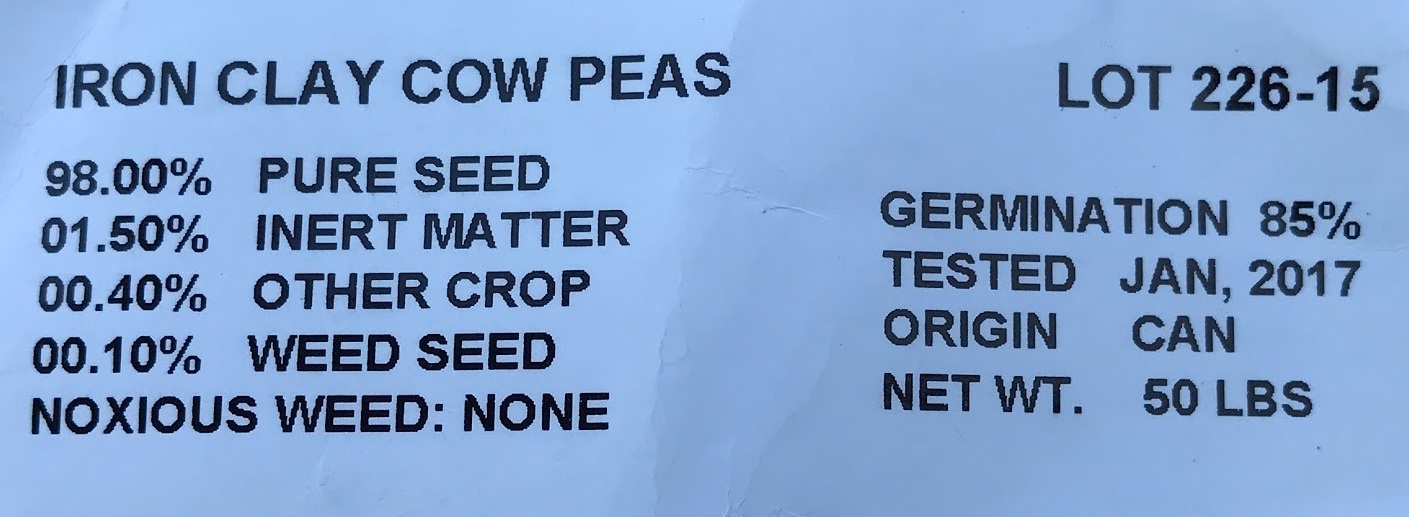 IRON CLAY COW PEAS
LOT 226-15
98.00% PURE SEED
01.50% INERT MATTER
00.40% OTHER CROP
00.10% WEED SEED
NOXIOUS WEED: NONE
GERMINATION 85%
TESTED JAN, 2017
ORIGIN CAN
NET WT. 50 LBS